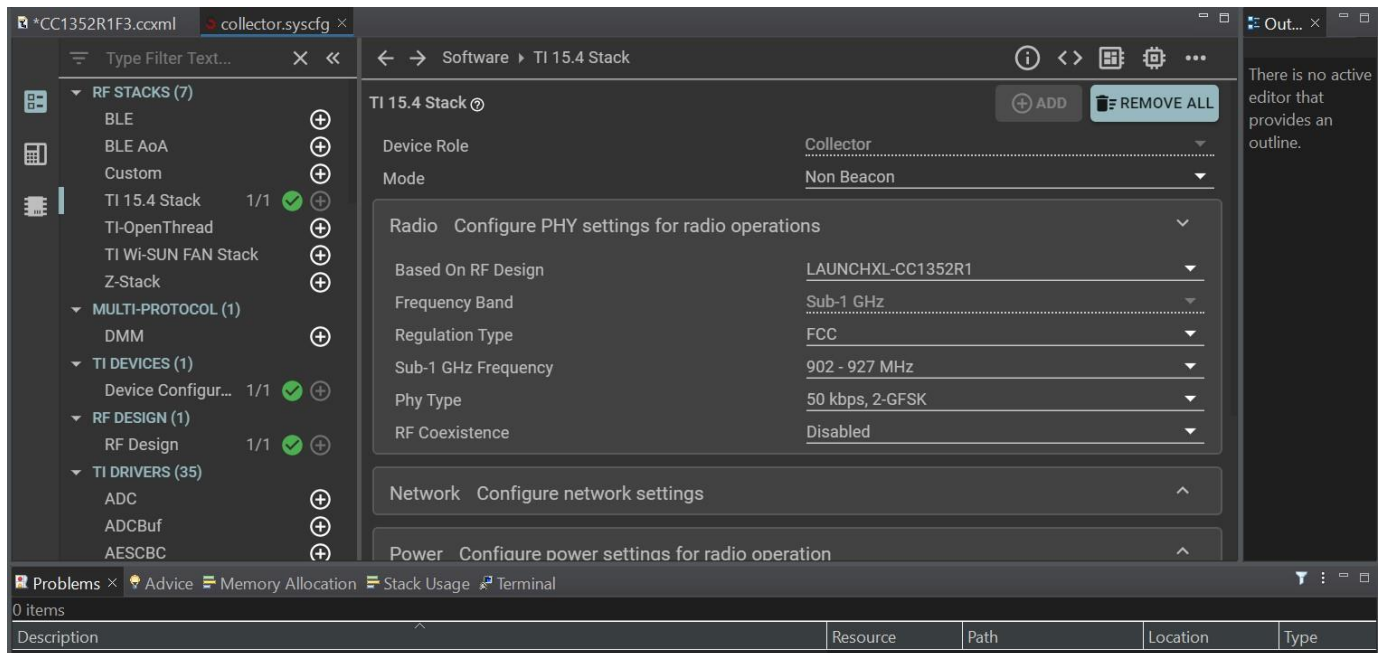 *CC1352R1F3.ccxml
collector.syscfg
Out...
Type Filter Text...
RF STACKS (7)
BLE
BLE AoA
Custom
TI 15.4 Stack 1/1
TI-OpenThread
TI Wi-SUN FAN Stack
Z-Stack
MULTI-PROTOCOL (1)
DMM
TI DEVICES (1)
Device Configur... 1/1
RF DESIGN (1)
RF Design 1/1
TI DRIVERS (35)
ADC
ADCBuf
AESCBC
Software TI 15.4 Stack
TI 15.4 Stack
ADD
REMOVE ALL
Device Role Collector
Mode Non Beacon
Radio Configure PHY settings for radio operations
Based On RF Design LAUNCHXL-CC1352R1
Frequency Band Sub-1 GHz
Regulation Type FCC
Sub-1 GHz Frequency 902 - 927 MHz
Phy Type 50 kbps, 2-GFSK
RF Coexistence Disabled
Network Configure network settings
Power Configure power settings for radio operation
There is no active
editor that
provides an
outline.
Problems Advice Memory Allocation Stack Usage Terminal
0 items
Description Resource Path Location Type